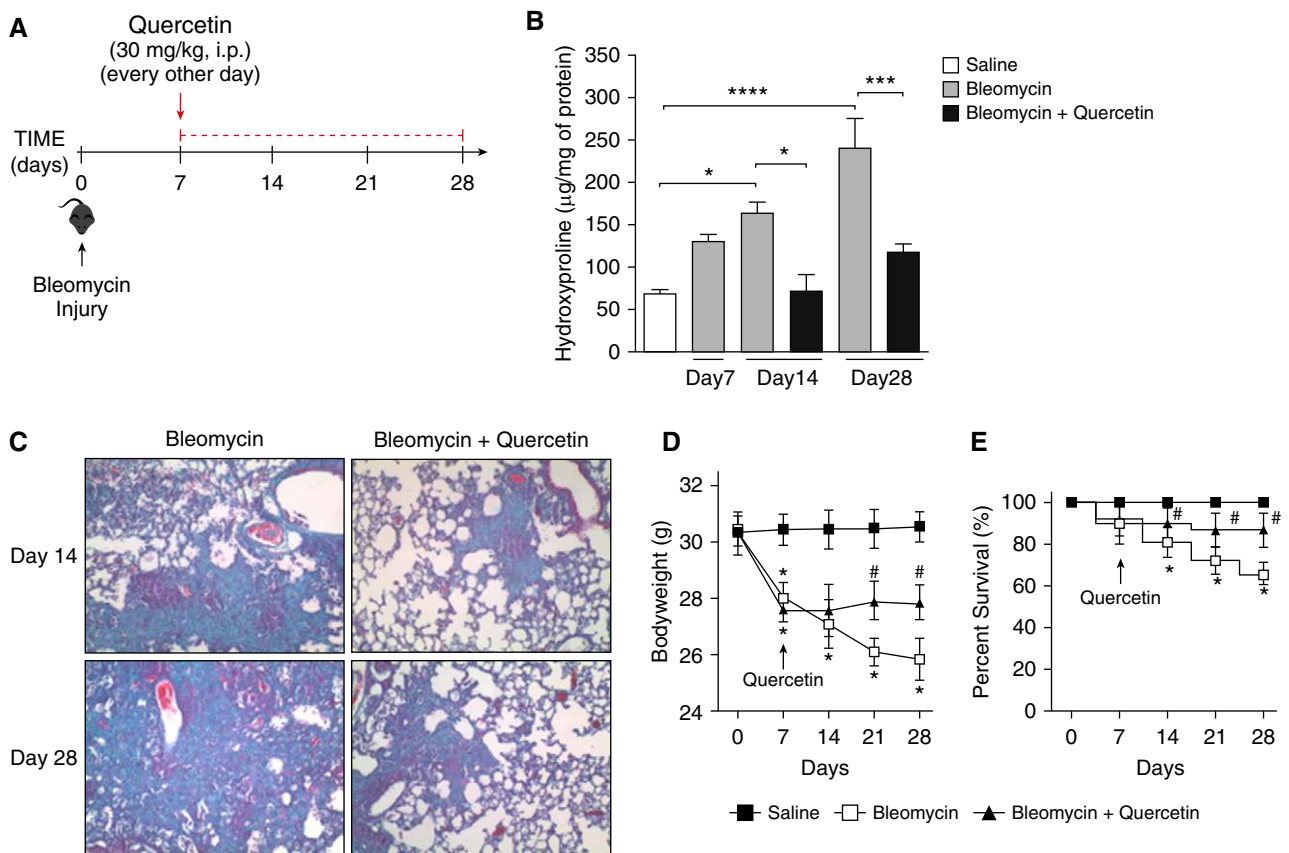 A
Quercetin
(30 mg/kg, i.p.)
(every other day)
TIME
(days)
0 7 14 21 28
Bleomycin
Injury
B
Hydroxyproline (μg/mg of protein)
350
300
250
200
150
100
50
0
* **** * ***
Day7 Day14 Day28
Saline
Bleomycin
Bleomycin + Quercetin
C
Bleomycin Bleomycin + Quercetin
Day 14
Day 28
D
Bodyweight (g)
32
30
28
26
24
* # #
* * * *
Quercetin
0 7 14 21 28
Days
E
Percent Survival (%)
100
80
60
40
20
0
# # #
* * *
Quercetin
0 7 14 21 28
Days
Saline Bleomycin Bleomycin + Quercetin